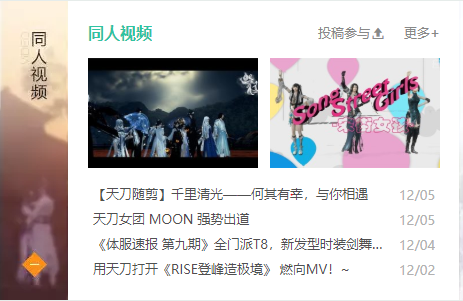 同人视频
同人视频
投稿参与
更多+
Song Street Girls
【天刀随剪】千里清光——何其有幸，与你相遇
12/05
天刀女团 MOON 强势出道
12/05
《体服速报 第九期》全门派T8，新发型时装剑舞...
12/04
用天刀打开《RISE登峰造极境》 燃向MV！~
12/02